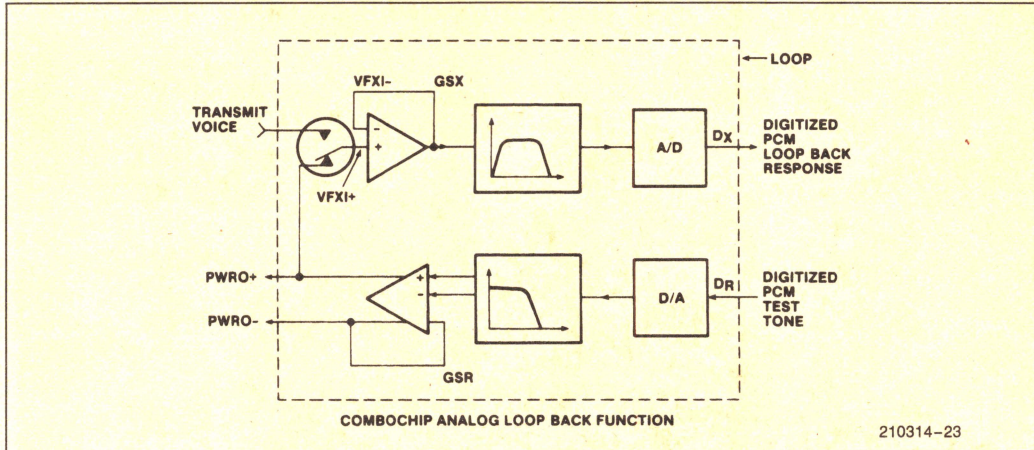 LOOP
VFXI-
GSX
TRANSMIT
VOICE
-
+
A/D
DX
DIGITIZED
PCM
LOOP BACK
RESPONSE
VFXI+
PWRO+
+
-
D/A
DR
DIGITIZED
PCM
TEST
TONE
PWRO-
GSR
COMBOCHIP ANALOG LOOP BACK FUNCTION
210314-23